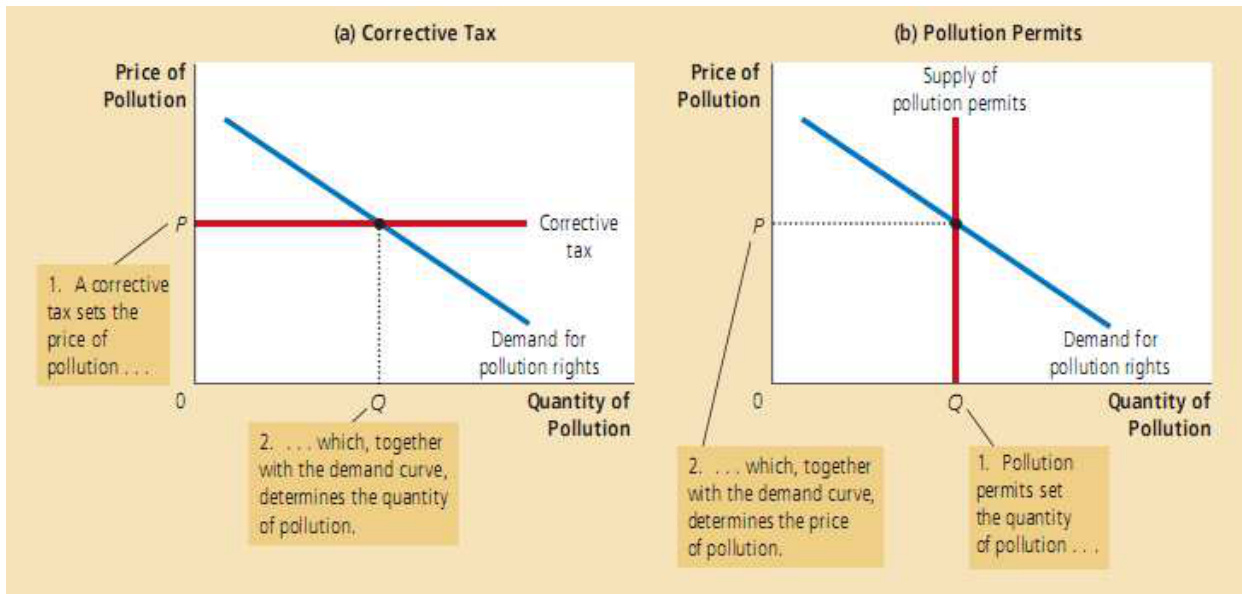 (a) Corrective Tax
Price of
Pollution
P
Corrective
tax
1. A corrective
tax sets the
price of
pollution . . .
Demand for
pollution rights
0
Q
Quantity of
Pollution
2. . . . which, together
with the demand curve,
determines the quantity
of pollution.
(b) Pollution Permits
Price of
Pollution
Supply of
pollution permits
P
Demand for
pollution rights
0
Q
Quantity of
Pollution
2. . . . which, together
with the demand curve,
determines the price
of pollution.
1. Pollution
permits set
the quantity
of pollution . . .